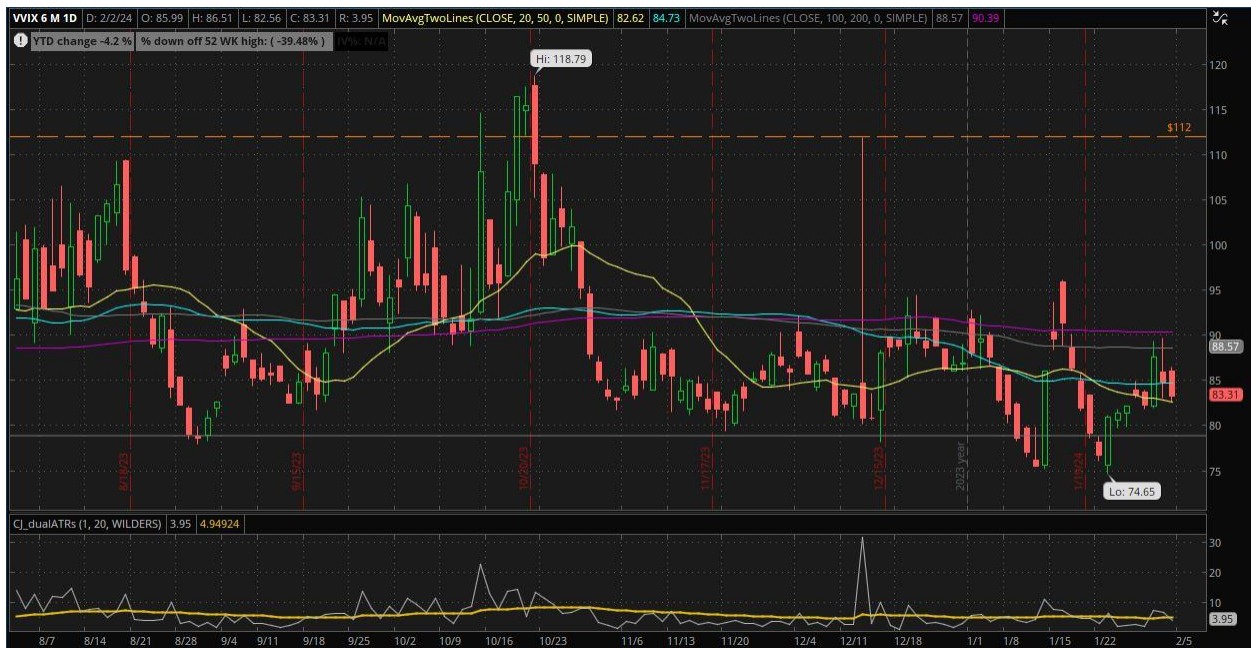 VVIX 6 M 1D D: 2/2/24 O: 85.99 H: 86.51 L: 82.56 C: 83.31 R: 3.95 MovAvgTwoLines (CLOSE, 20, 50, 0, SIMPLE) 82.62 84.73 MovAvgTwoLines (CLOSE, 100, 200, 0, SIMPLE) 88.57 90.39
YTD change -4.2 % % down off 52 WK high: ( -39.48% ) IV%: N/A
Hi: 118.79
120
115
$112
110
105
100
95
90
88.57
85
83.31
80
8/18/23 9/15/23 10/20/23 11/17/23 12/15/23 2023 year 1/19/24
75
Lo: 74.65
CJ_dualATRs (1, 20, WILDERS) 3.95 4.94924
30
20
10
3.95
8/7 8/14 8/21 8/28 9/4 9/11 9/18 9/25 10/2 10/9 10/16 10/23 11/6 11/13 11/20 12/4 12/11 12/18 1/1 1/8 1/15 1/22 2/5